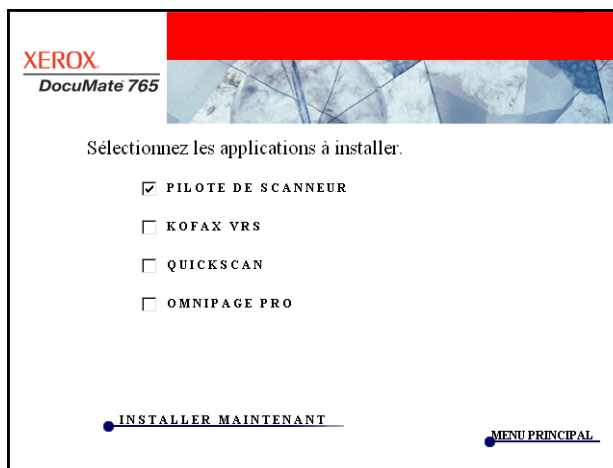 XEROX.
DocuMate 765
Sélectionnez les applications à installer.
PILOTE DE SCANNEUR
KOFAX VRS
QUICKSCAN
OMNIPAGE PRO
INSTALLER MAINTENANT
MENU PRINCIPAL